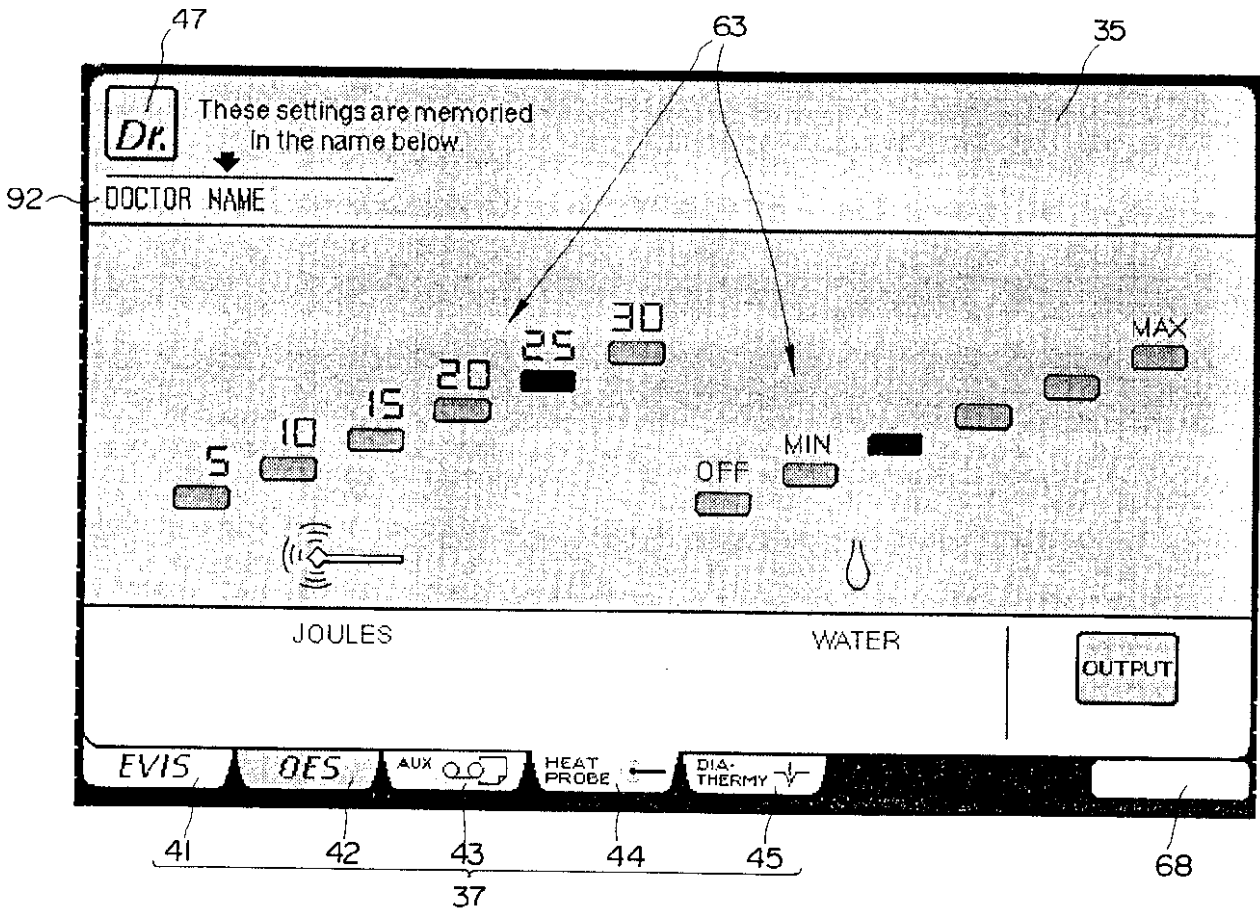 47
63
35
Dr.
These settings are memoried
In the name below.
92
DOCTOR NAME
5
10
15
20
25
30
OFF
MIN
MAX
JOULES
WATER
OUTPUT
EVIS
OES
AUX
HEAT
PROBE
DIA-
THERMY
41
42
43
44
45
68
37